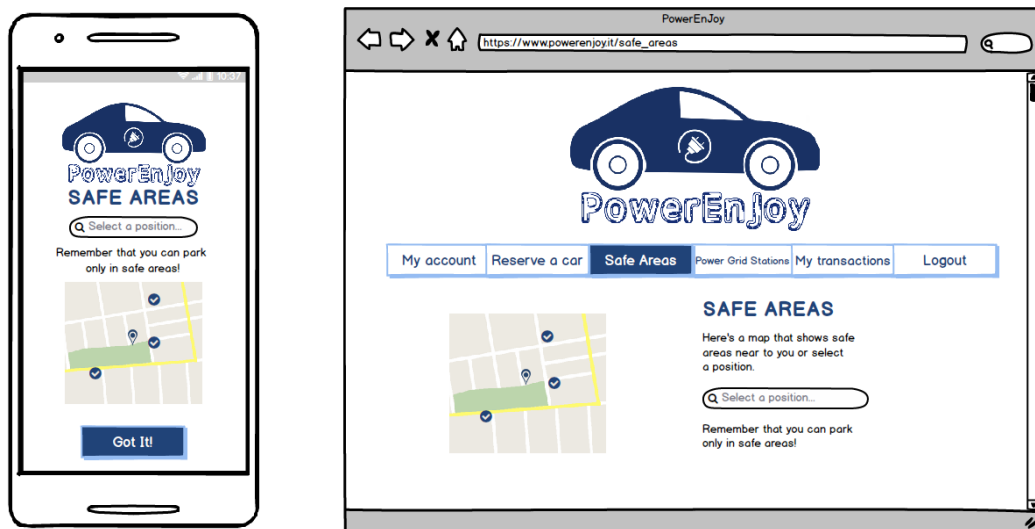 10:37
PowerEnJoy
SAFE AREAS
Select a position...
Remember that you can park
only in safe areas!
Got It!
PowerEnJoy
https://www.powerenjoy.it/safe_areas
PowerEnJoy
My account
Reserve a car
Safe Areas
Power Grid Stations
My transactions
Logout
SAFE AREAS
Here's a map that shows safe
areas near to you or select
a position.
Select a position...
Remember that you can park
only in safe areas!